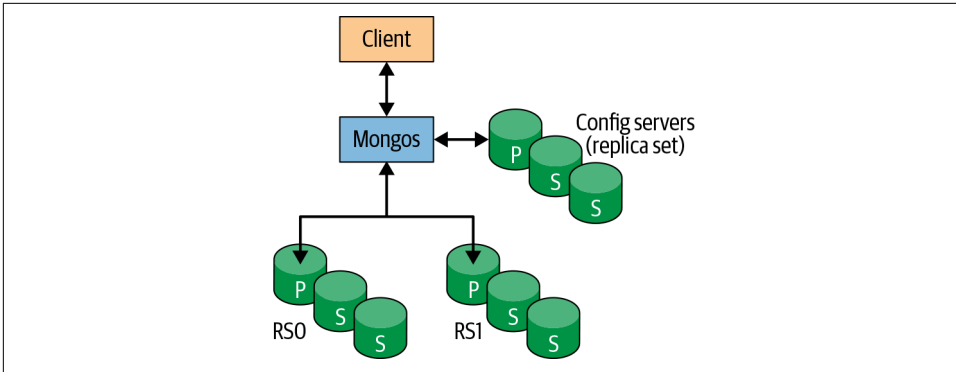 Client
Mongos
Config servers
(replica set)
P
S
S
P
S
S
RS0
P
S
S
RS1